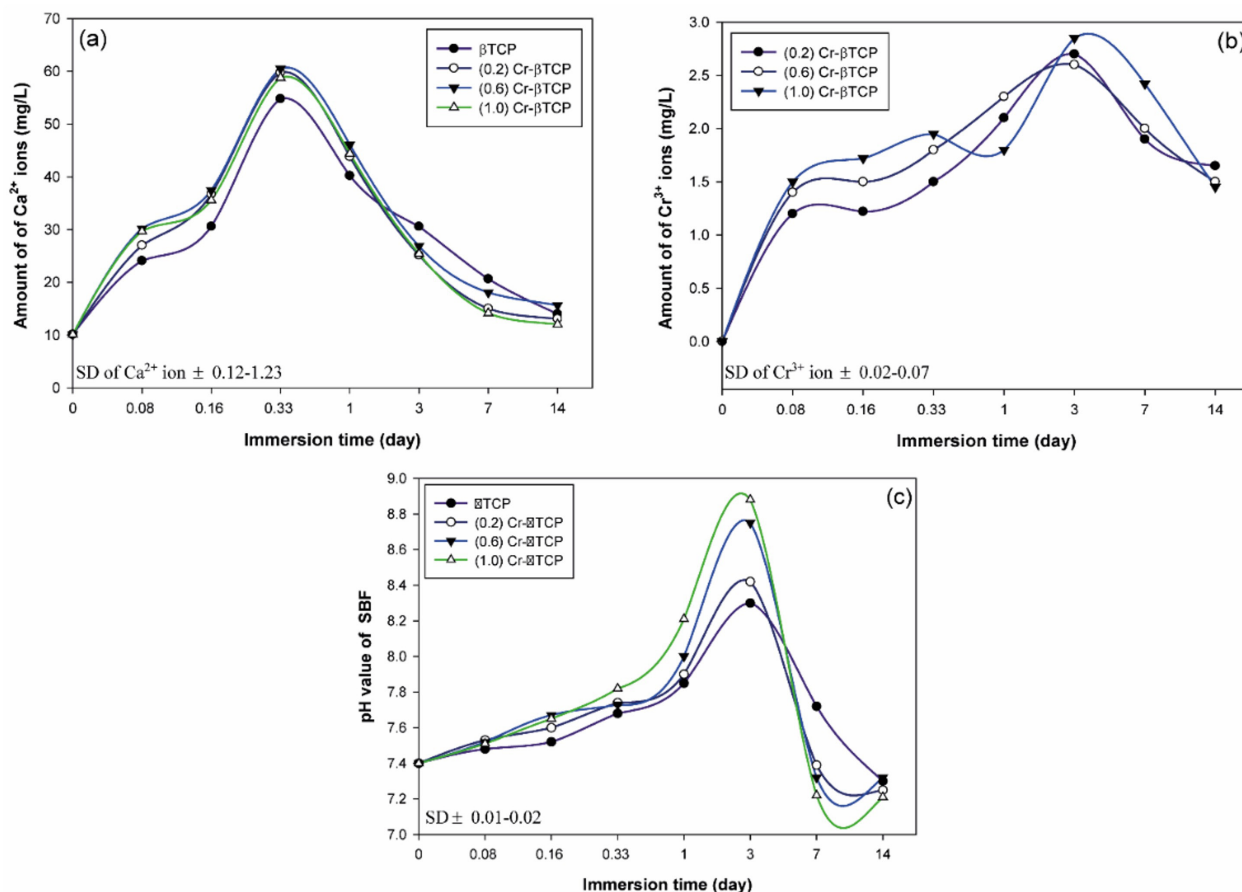 (a)
βTCP
(0.2) Cr-βTCP
(0.6) Cr-βTCP
(1.0) Cr-βTCP
Amount of of Ca²⁺ ions (mg/L)
70
60
50
40
30
20
10
0
SD of Ca²⁺ ion ± 0.12-1.23
0 0.08 0.16 0.33 1 3 7 14
Immersion time (day)
(b)
(0.2) Cr-βTCP
(0.6) Cr-βTCP
(1.0) Cr-βTCP
Amount of of Cr³⁺ ions (mg/L)
3.0
2.5
2.0
1.5
1.0
0.5
0.0
SD of Cr³⁺ ion ± 0.02-0.07
0 0.08 0.16 0.33 1 3 7 14
Immersion time (day)
(c)
TCP
(0.2) Cr-TCP
(0.6) Cr-TCP
(1.0) Cr-TCP
pH value of SBF
9.0
8.8
8.6
8.4
8.2
8.0
7.8
7.6
7.4
7.2
7.0
SD ± 0.01-0.02
0 0.08 0.16 0.33 1 3 7 14
Immersion time (day)